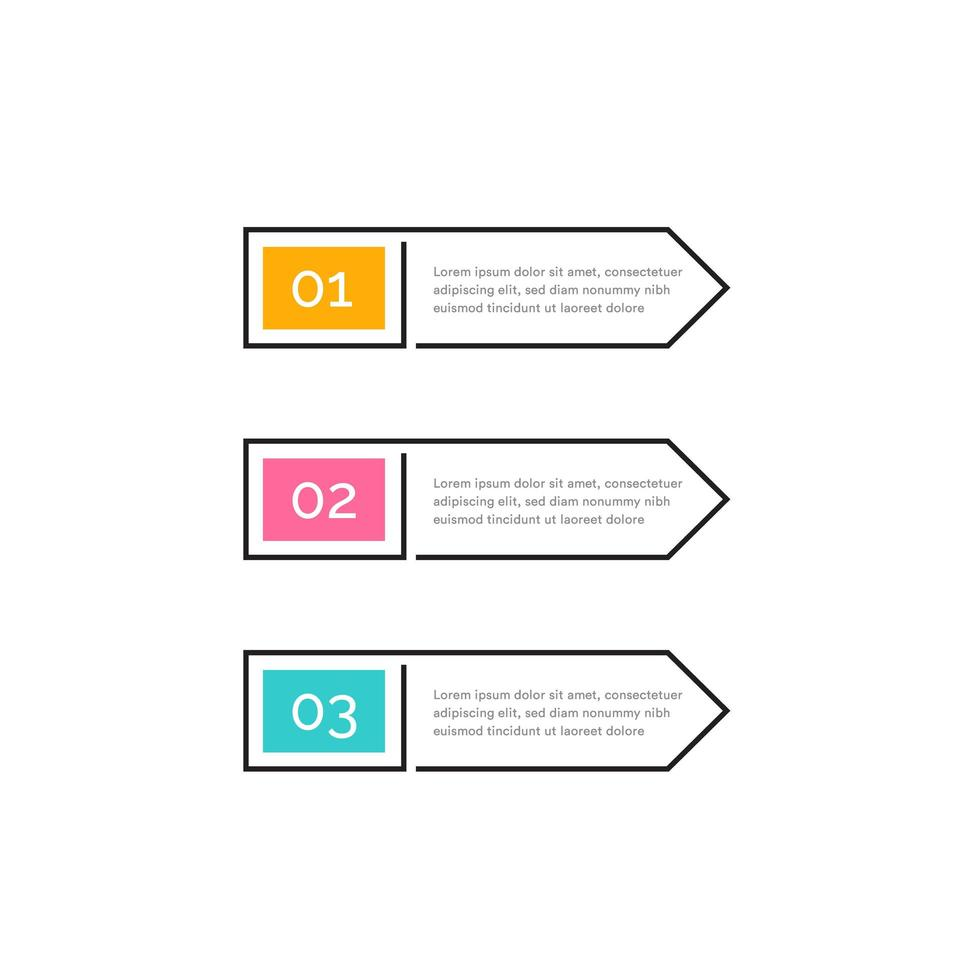 01
Lorem ipsum dolor sit amet, consectetuer
adipiscing elit, sed diam nonummy nibh
euismod tincidunt ut laoreet dolore
02
Lorem ipsum dolor sit amet, consectetuer
adipiscing elit, sed diam nonummy nibh
euismod tincidunt ut laoreet dolore
03
Lorem ipsum dolor sit amet, consectetuer
adipiscing elit, sed diam nonummy nibh
euismod tincidunt ut laoreet dolore